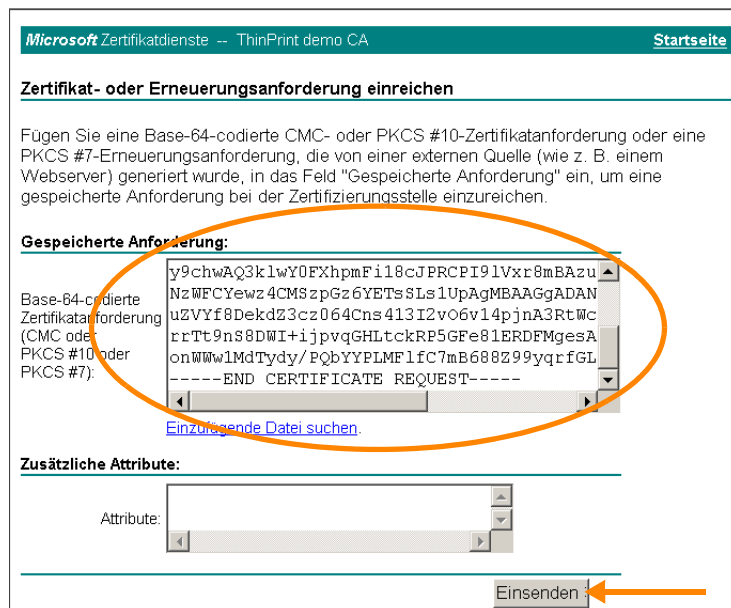 Microsoft Zertifikatdienste -- ThinPrint demo CA Startseite
Zertifikat- oder Erneuerungsanforderung einreichen
Fügen Sie eine Base-64-codierte CMC- oder PKCS #10-Zertifikatanforderung oder eine
PKCS #7-Erneuerungsanforderung, die von einer externen Quelle (wie z. B. einem
Webserver) generiert wurde, in das Feld "Gespeicherte Anforderung" ein, um eine
gespeicherte Anforderung bei der Zertifizierungsstelle einzureichen.
Gespeicherte Anforderung:
Base-64-codierte
Zertifikatanforderung
(CMC oder
PKCS #10 oder
PKCS #7):
y9chwAQ3klwY0FXhpmFi18cJPRCPI9lVxr8mBAzu
NzWFCYewz4CMSzpGz6YETsSLs1UpAgMBAAGgADAN
uZVYf8DekdZ3cz064Cns413I2vO6v14pjnA3RtWc
rrTt9nS8DWI+ijpvqGHLtckRP5GFe81ERDFMgesA
onWWw1MdTydy/PQbYYPLMFlfC7mB688Z99yqrfGL
-----END CERTIFICATE REQUEST-----
Einzufügende Datei suchen.
Zusätzliche Attribute:
Attribute:
Einsenden